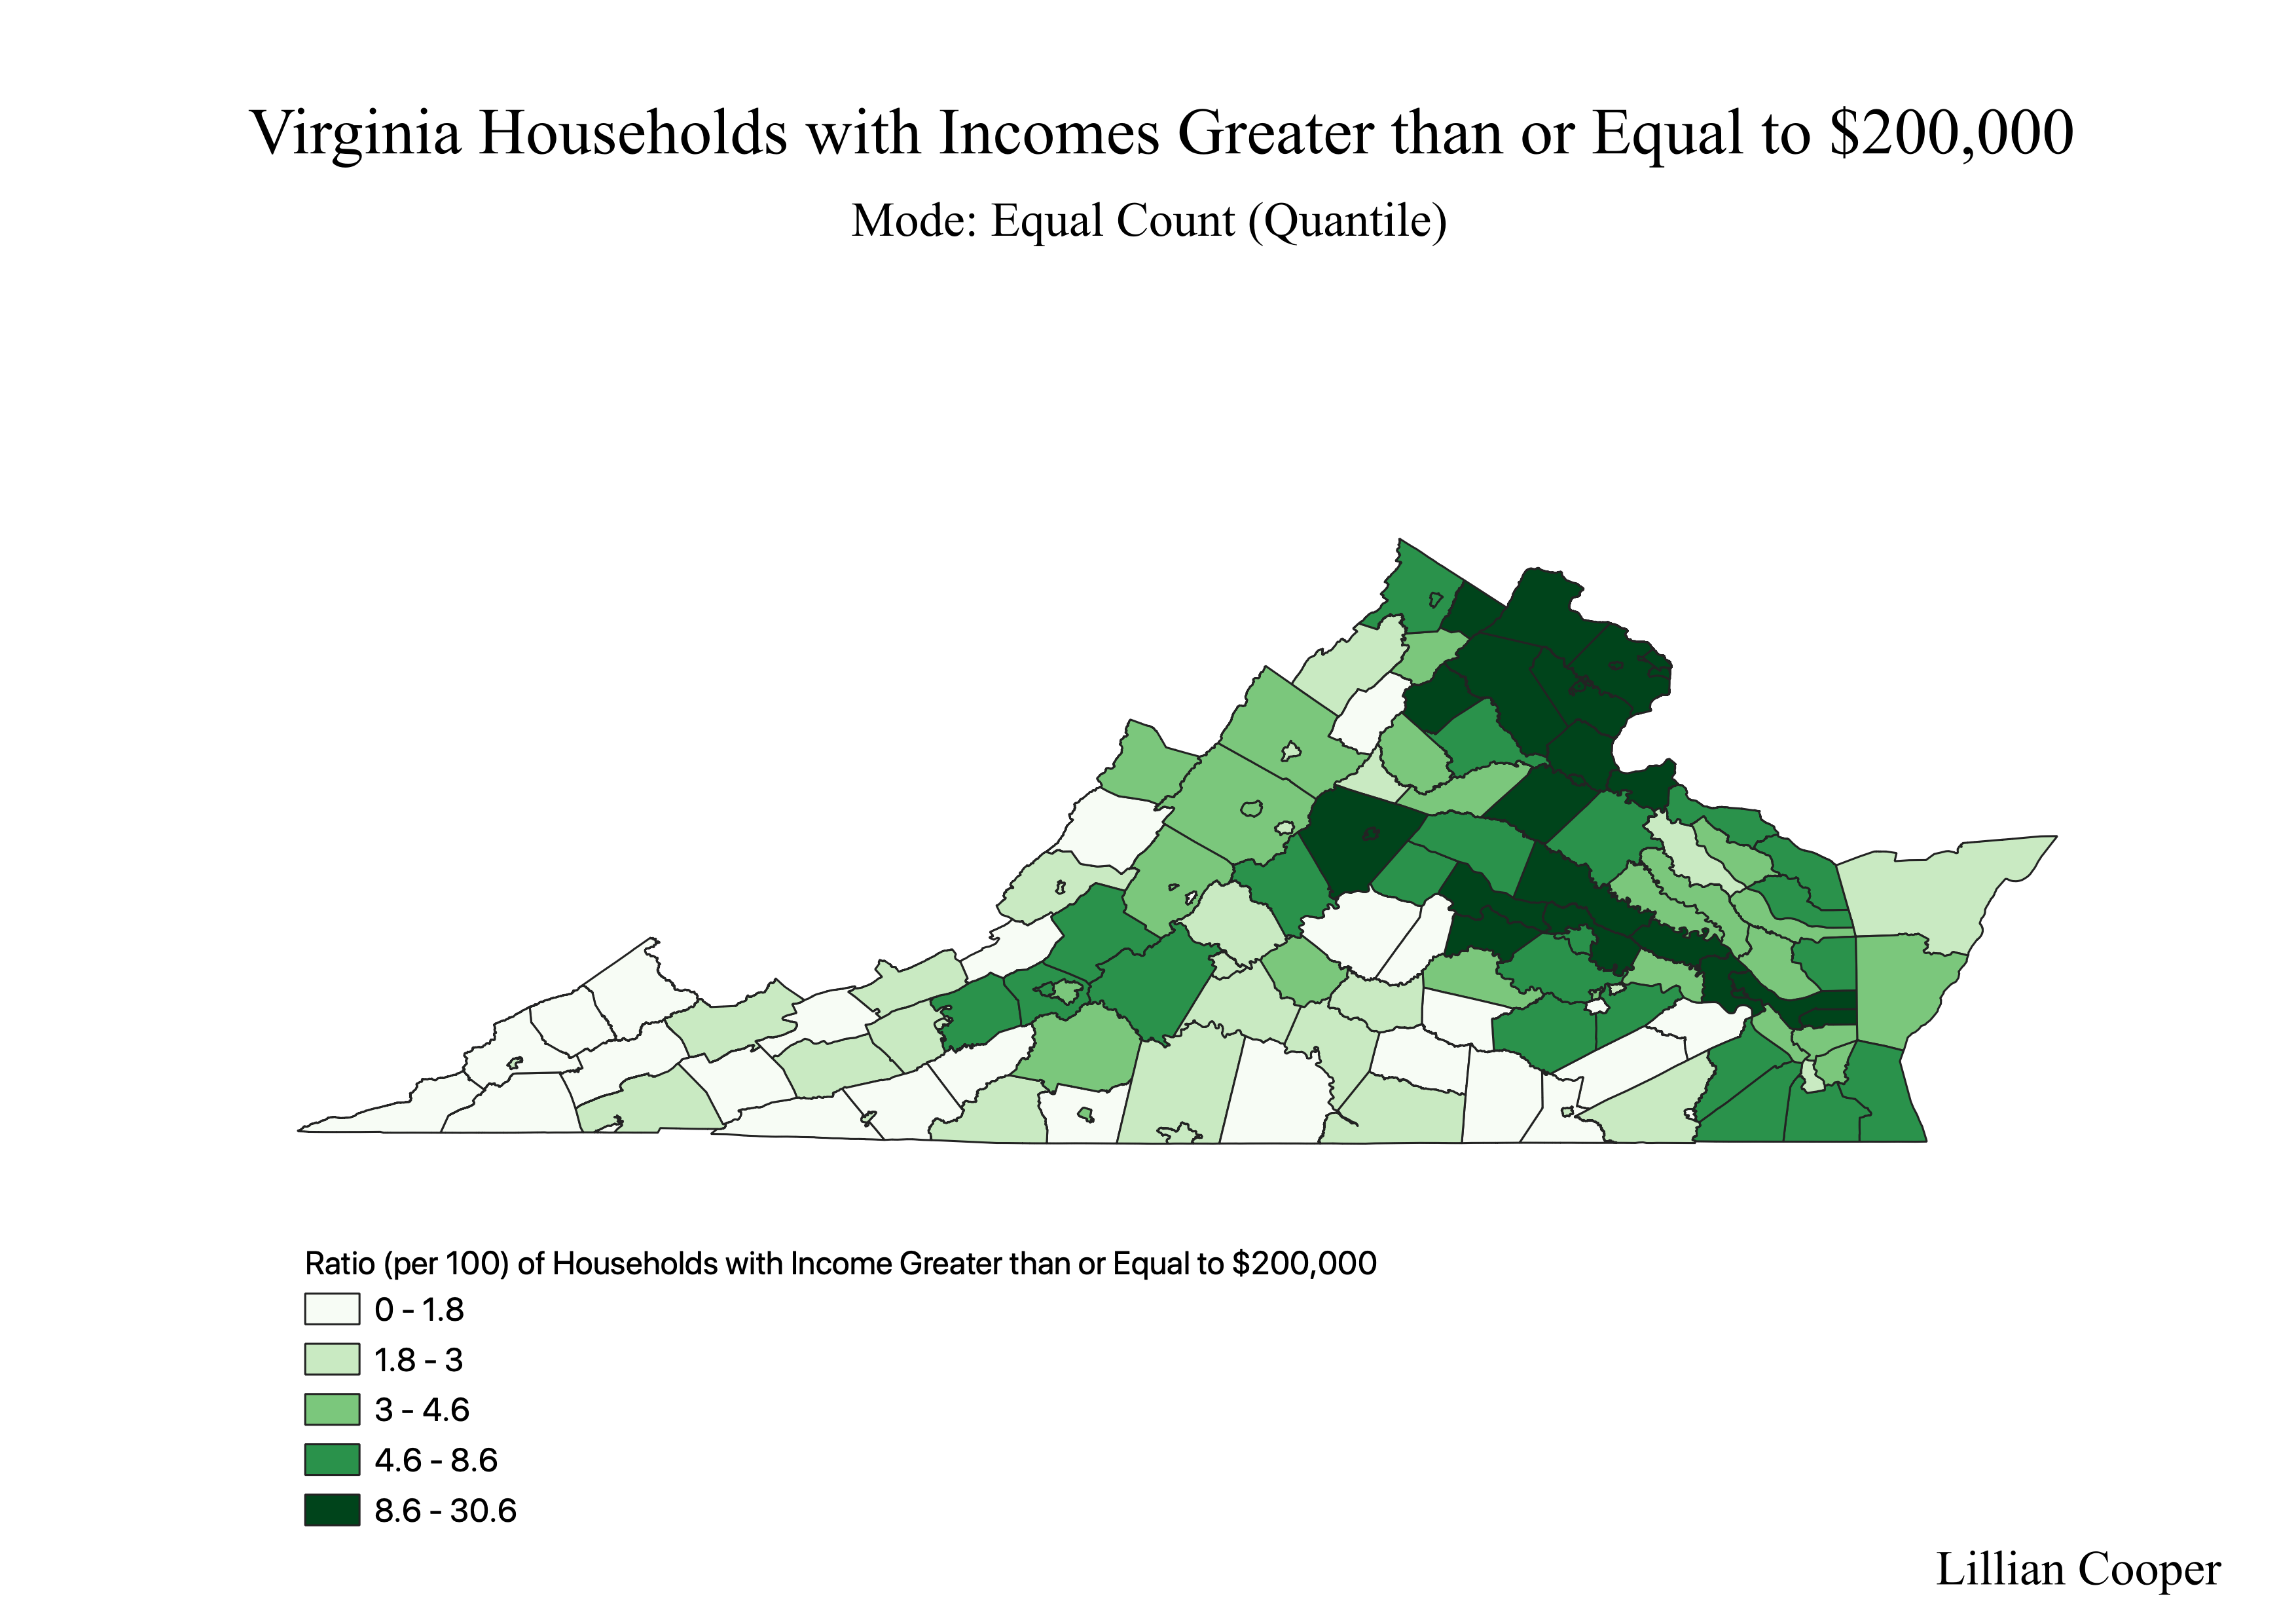 Virginia Households with Incomes Greater than or Equal to $200,000
Mode: Equal Count (Quantile)
Ratio (per 100) of Households with Income Greater than or Equal to $200,000
0 - 1.8
1.8 - 3
3 - 4.6
4.6 - 8.6
8.6 - 30.6
Lillian Cooper